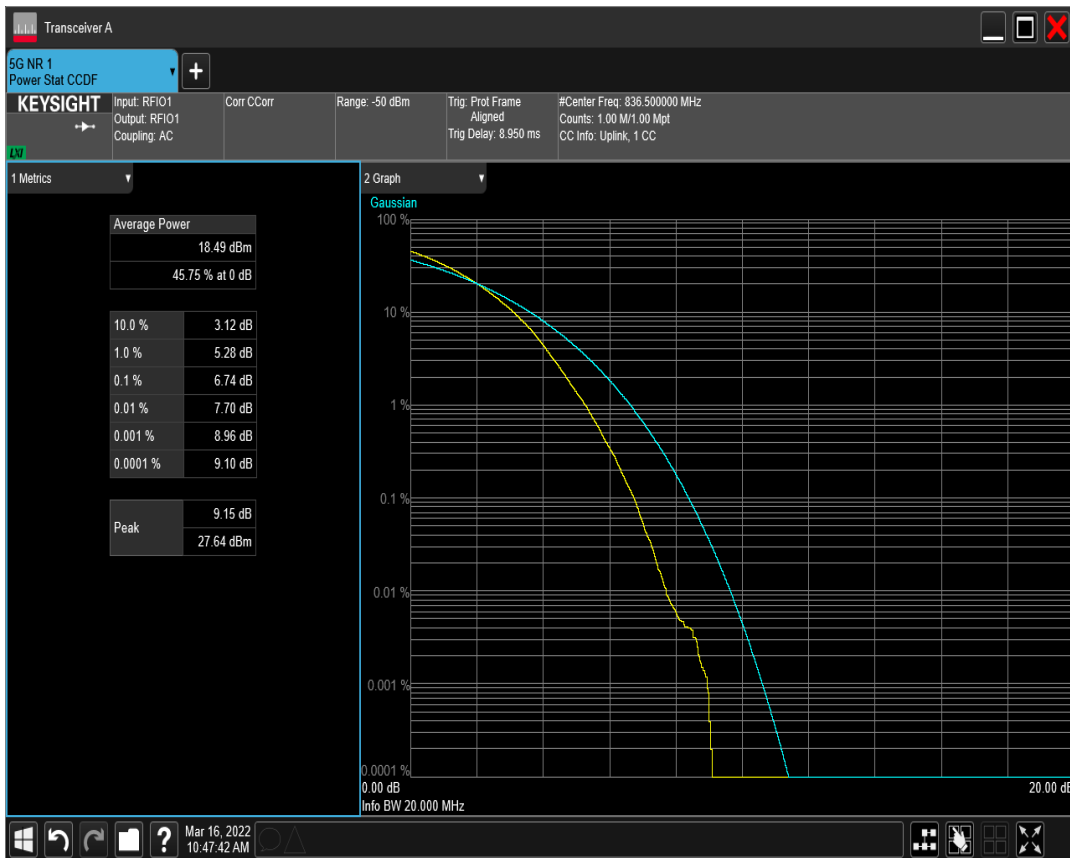 Transceiver A
5G NR 1
Power Stat CCDF
KEYSIGHT
LXI
Input: RFIO1
Output: RFIO1
Coupling: AC
Corr CCorr
Range: -50 dBm
Trig: Prot Frame
Aligned
Trig Delay: 8.950 ms
#Center Freq: 836.500000 MHz
Counts: 1.00 M/1.00 Mpt
CC Info: Uplink, 1 CC
1 Metrics
Average Power
18.49 dBm
45.75 % at 0 dB
10.0 % 3.12 dB
1.0 % 5.28 dB
0.1 % 6.74 dB
0.01 % 7.70 dB
0.001 % 8.96 dB
0.0001 % 9.10 dB
Peak
9.15 dB
27.64 dBm
2 Graph
Gaussian
100 %
10 %
1 %
0.1 %
0.01 %
0.001 %
0.0001 %
0.00 dB 20.00 dB
Info BW 20.000 MHz
?
Mar 16, 2022
10:47:42 AM